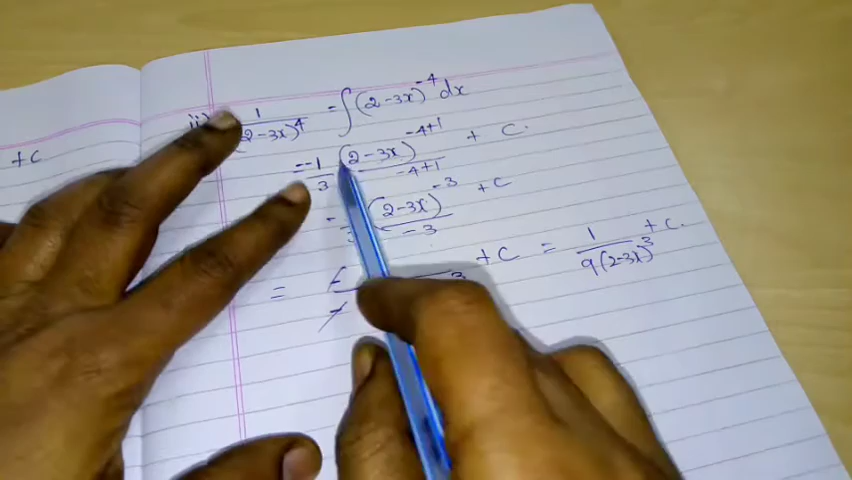 +C
ii) 1/(2-3x)^4 = ∫(2-3x)^-4 dx
= -1/3 (2-3x)^-4+1/-4+1 + C.
(2-3x)^-3/-3 + C
= + C = 1/9(2-3x)^3 + C.